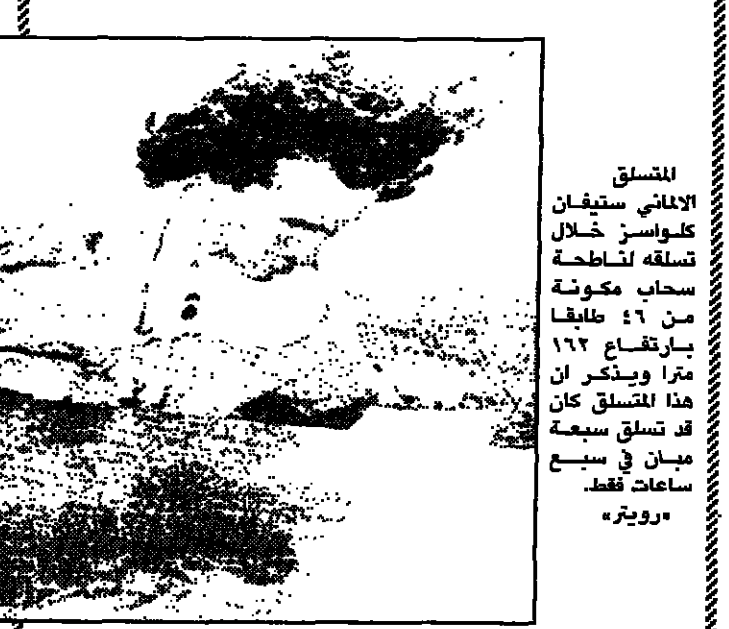 المتسلق
الالماني ستيفان
كلواسز خلال
تسلقه لناطحة
سحاب مكونة
من ٤٦ طابقا
بارتفاع ١٦٢
مترا ويذكر ان
هذا المتسلق كان
قد تسلق سبعة
مبان في سبع
ساعات فقط.
«رويتر»